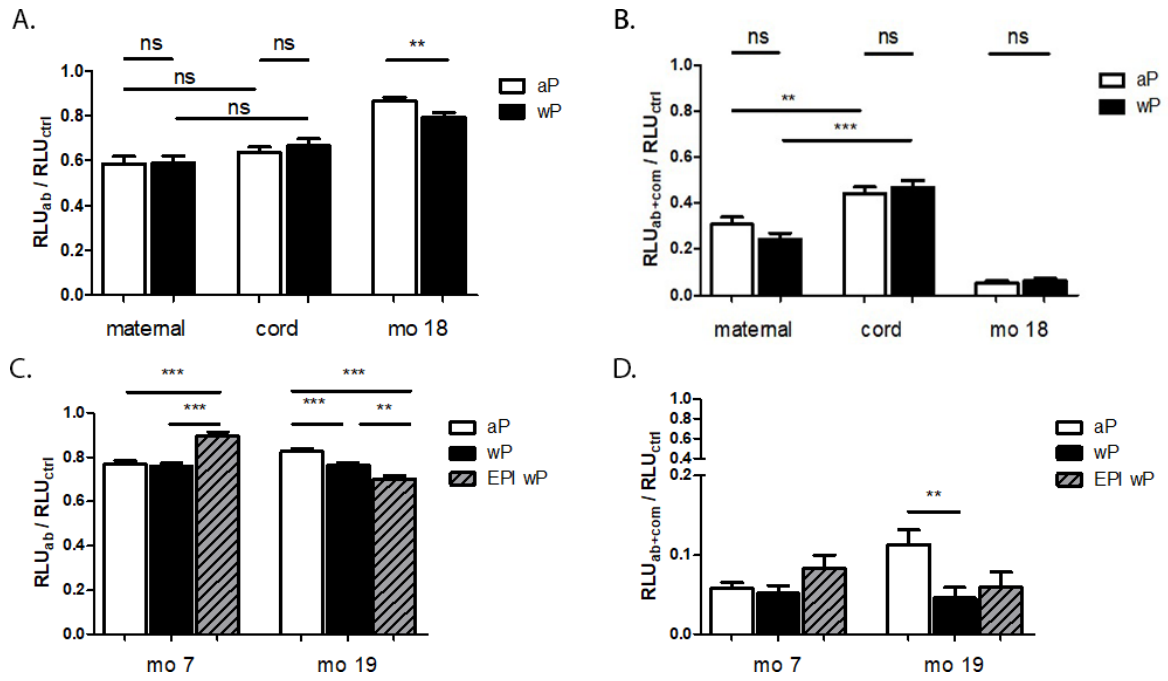 A.
ns ns **
ns
ns
1.0
0.8
0.6
0.4
0.2
0.0
RLUab / RLUctrl
maternal cord mo 18
aP
wP
B.
ns ns ns
**
***
1.0
0.8
0.6
0.4
0.2
0.0
RLUab+com / RLUctrl
maternal cord mo 18
aP
wP
C.
*** ***
*** *** **
1.0
0.8
0.6
0.4
0.2
0.0
RLUab / RLUctrl
mo 7 mo 19
aP
wP
EPI wP
D.
**
1.0
0.8
0.6
0.4
0.2
0.1
0.0
RLUab+com / RLUctrl
mo 7 mo 19
aP
wP
EPI wP